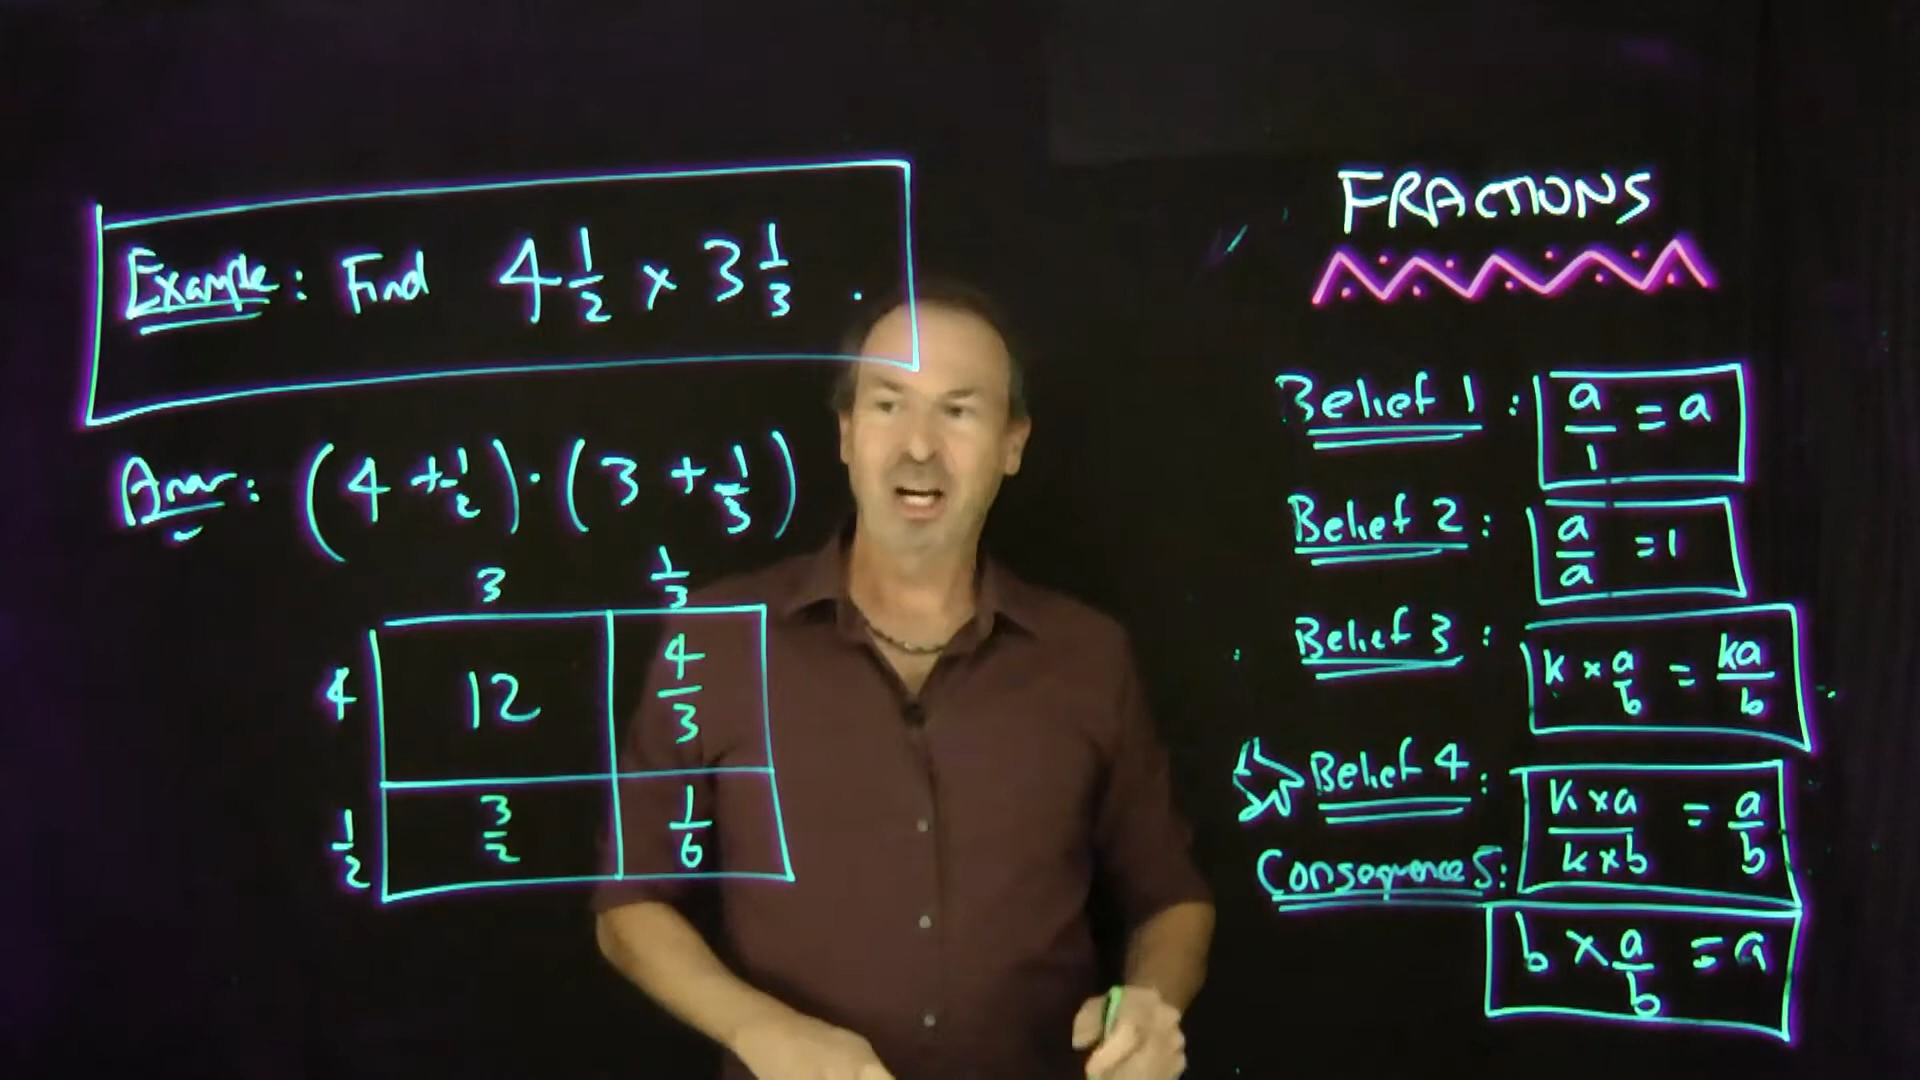 Example: Find 4 1/2 x 3 1/3 .
Answer: (4 + 1/2) · (3 + 1/3)
3 1/3
4 12 4/3
1/2 3/2 1/6
FRACTIONS
Belief 1: a/1 = a
Belief 2: a/a = 1
Belief 3: k x a/b = ka/b
Belief 4: k x a / k x b = a/b
Consequence 5: b x a/b = a